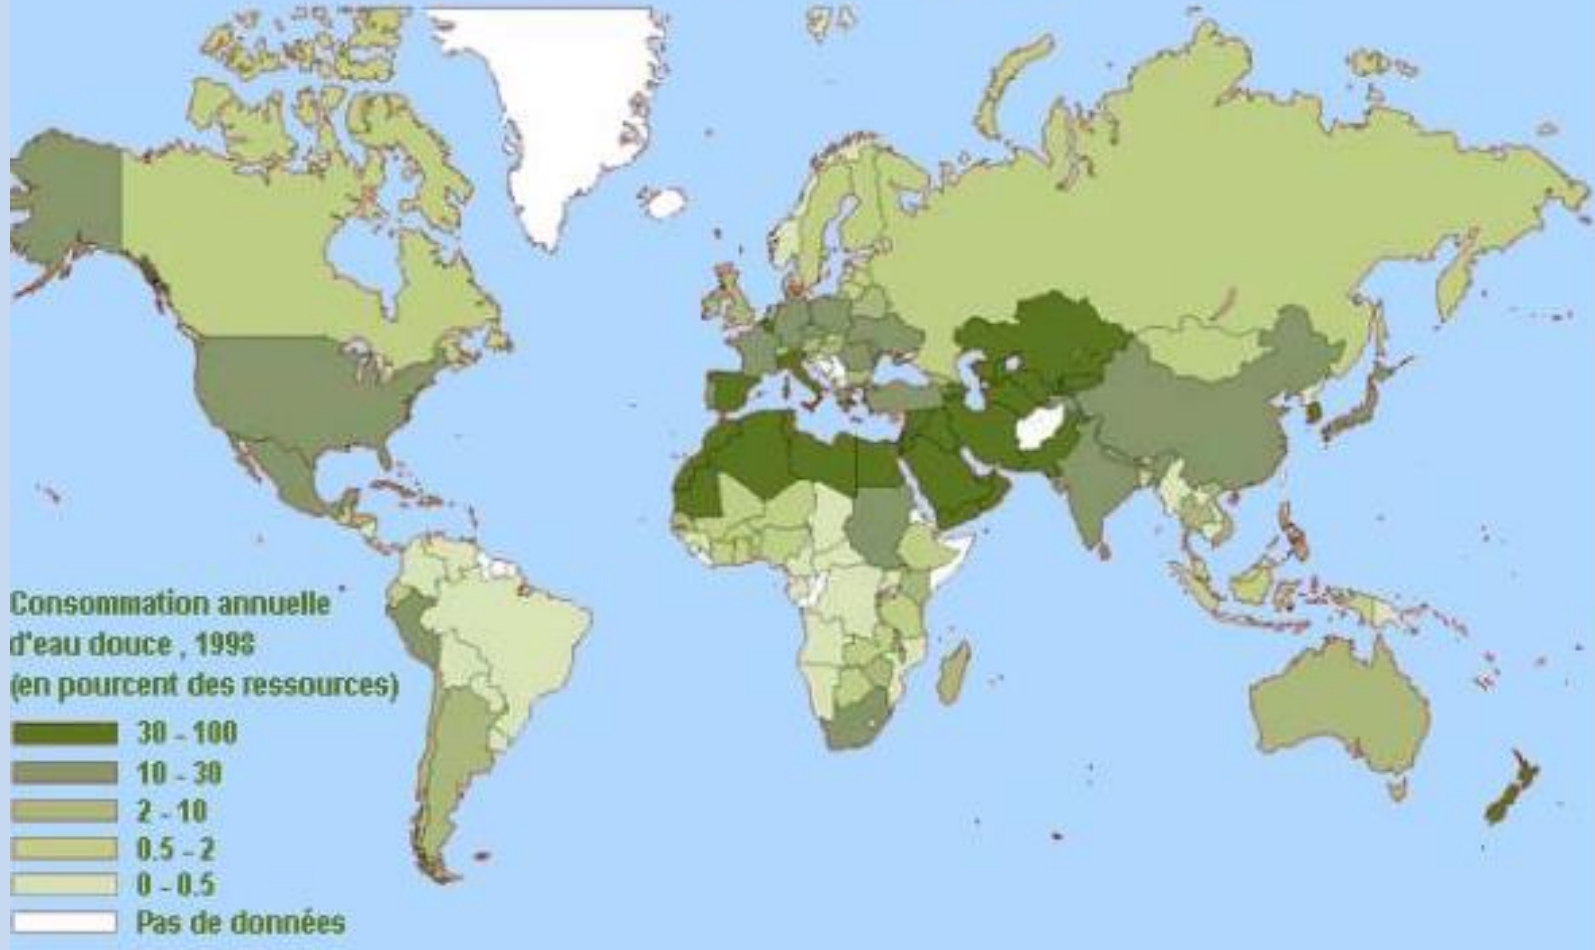 Consommation annuelle
d'eau douce , 1998
(en pourcent des ressources)
30 - 100
10 - 30
2 - 10
0.5 - 2
0 - 0.5
Pas de données